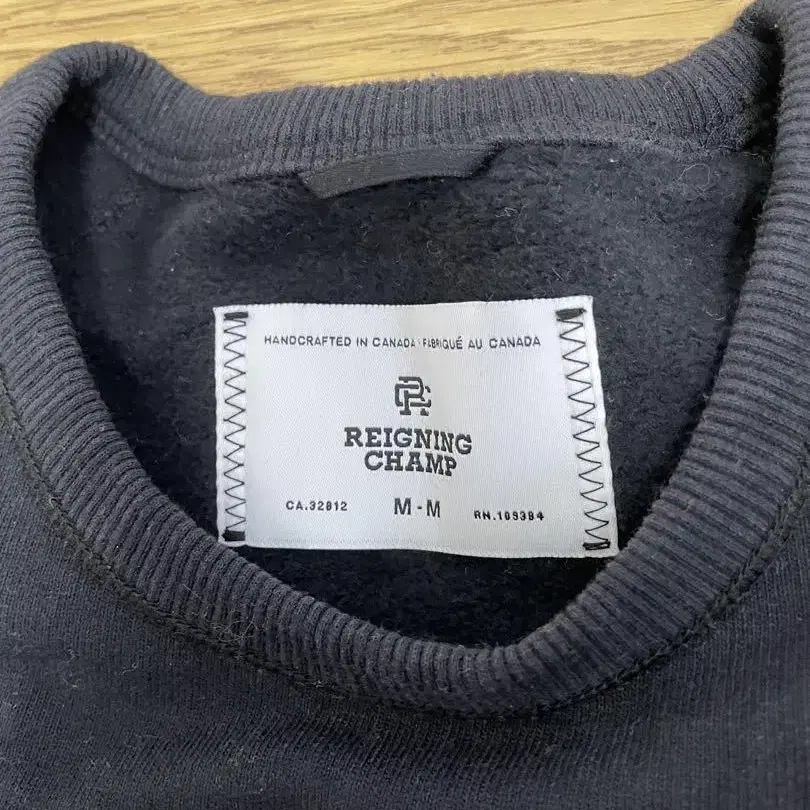 HANDCRAFTED IN CANADA · FABRIQUÉ AU CANADA
RC
REIGNING
CHAMP
CA.32812 M-M RN.109394